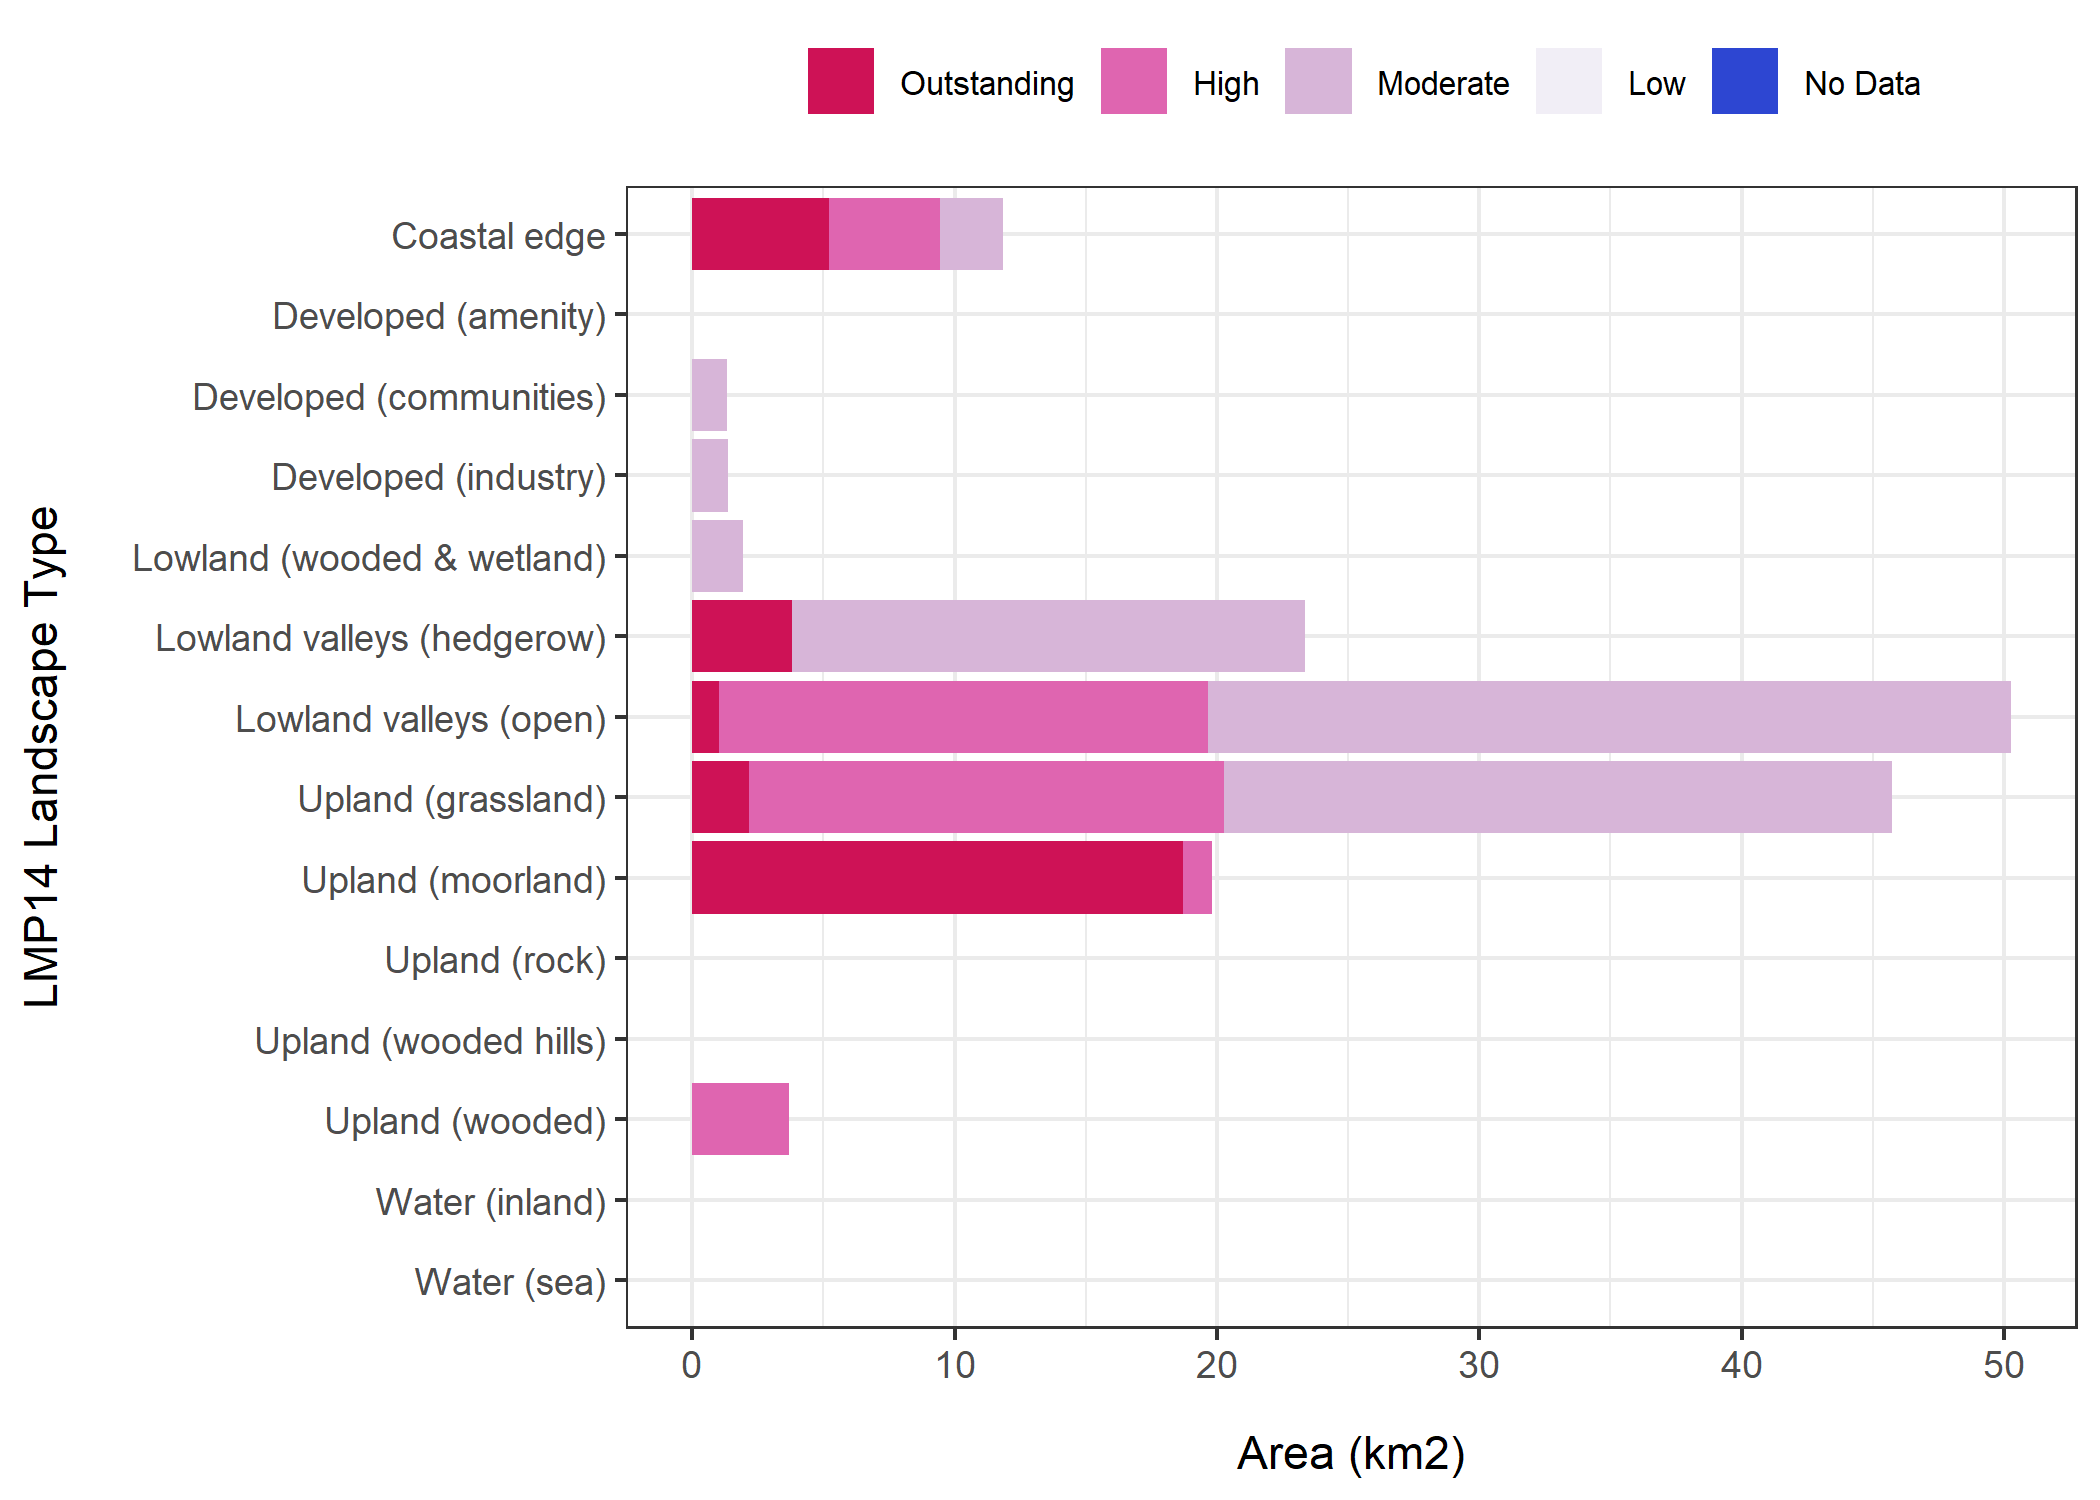 Outstanding High Moderate Low No Data
LMP14 Landscape Type
Coastal edge
Developed (amenity)
Developed (communities)
Developed (industry)
Lowland (wooded & wetland)
Lowland valleys (hedgerow)
Lowland valleys (open)
Upland (grassland)
Upland (moorland)
Upland (rock)
Upland (wooded hills)
Upland (wooded)
Water (inland)
Water (sea)
0 10 20 30 40 50
Area (km2)